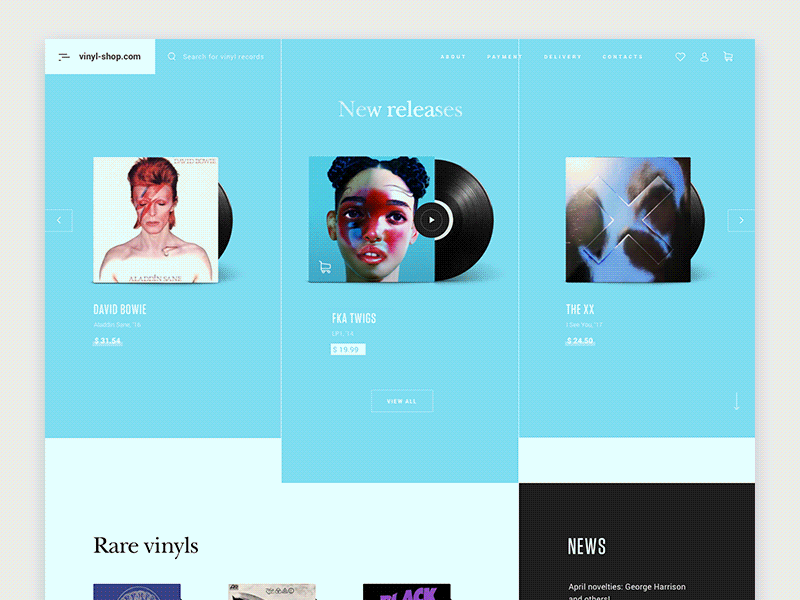 vinyl-shop.com
Search for vinyl records
ABOUT PAYMENT DELIVERY CONTACTS
New releases
DAVID BOWIE
ALADDIN SANE
DAVID BOWIE
Aladdin Sane, '16
$ 31.54
FKA TWIGS
LP1, '14
$ 19.99
THE XX
I See You, '17
$ 24.50
VIEW ALL
Rare vinyls
BLACK
NEWS
April novelties: George Harrison
and others!